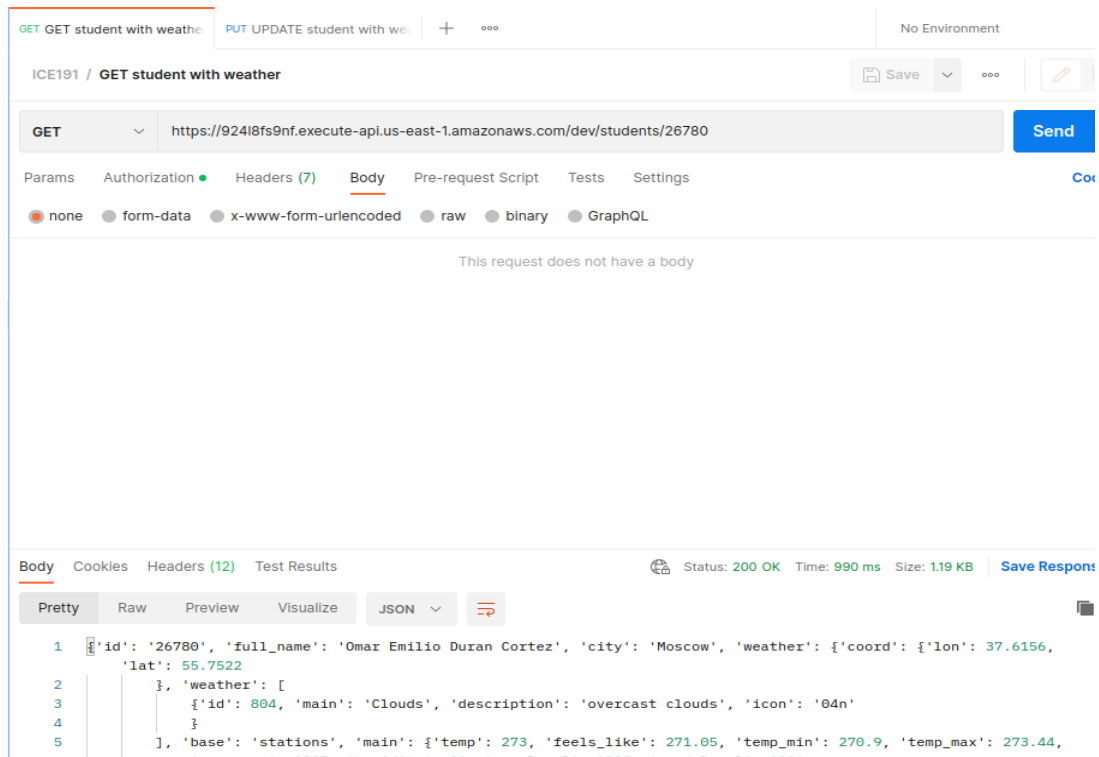 GET GET student with weathe PUT UPDATE student with we No Environment
ICE191 / GET student with weather Save
GET https://924l8fs9nf.execute-api.us-east-1.amazonaws.com/dev/students/26780 Send
Params Authorization Headers (7) Body Pre-request Script Tests Settings Coo
none form-data x-www-form-urlencoded raw binary GraphQL
This request does not have a body
Body Cookies Headers (12) Test Results Status: 200 OK Time: 990 ms Size: 1.19 KB Save Respons
Pretty Raw Preview Visualize JSON
1 {'id': '26780', 'full_name': 'Omar Emilio Duran Cortez', 'city': 'Moscow', 'weather': {'coord': {'lon': 37.6156,
'lat': 55.7522
2 }, 'weather': [
3 {'id': 804, 'main': 'Clouds', 'description': 'overcast clouds', 'icon': '04n'
4 }
5 ], 'base': 'stations', 'main': {'temp': 273, 'feels_like': 271.05, 'temp_min': 270.9, 'temp_max': 273.44,